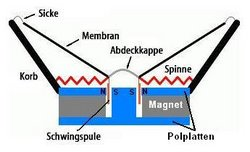 Sicke
Membran
Abdeckkappe
Korb
Spinne
N S S N
Magnet
Schwingspule
Polplatten